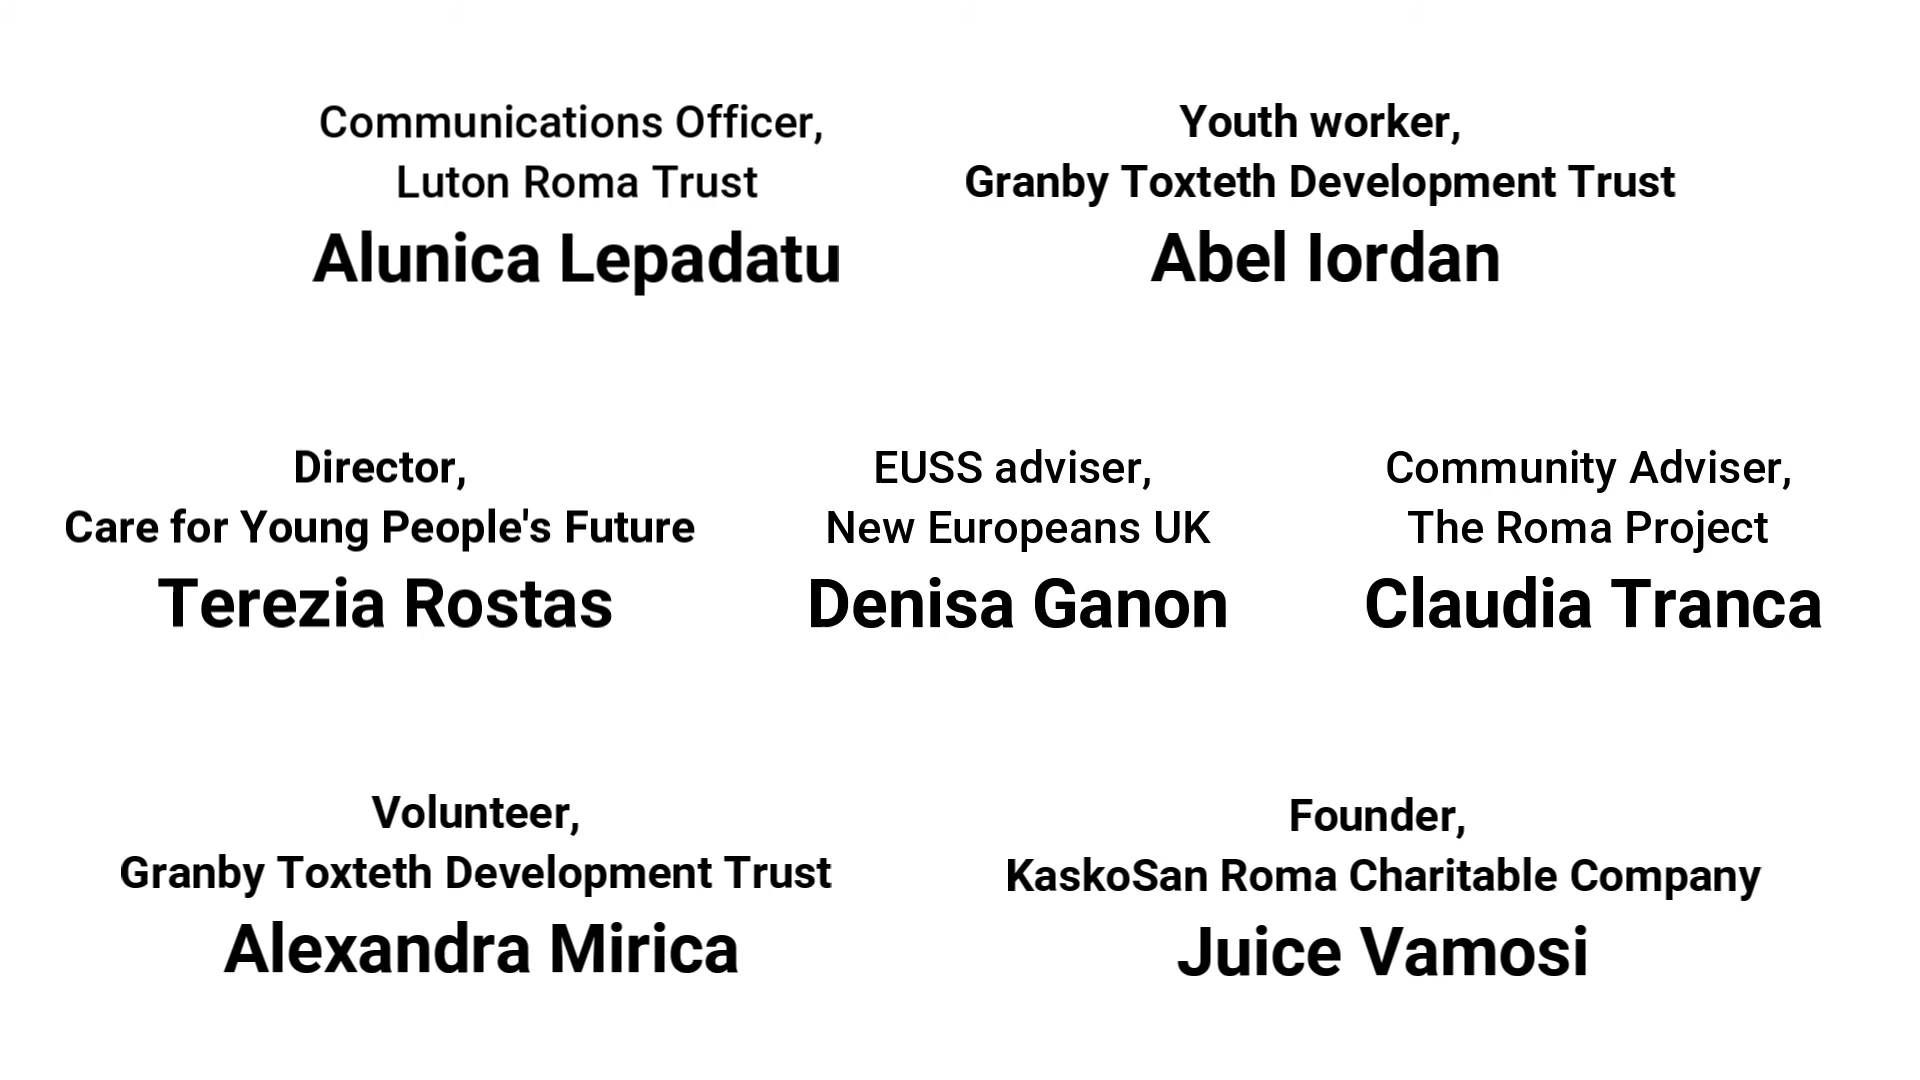 Communications Officer,
Luton Roma Trust
Alunica Lepadatu
Youth worker,
Granby Toxteth Development Trust
Abel Iordan
Director,
Care for Young People's Future
Terezia Rostas
EUSS adviser,
New Europeans UK
Denisa Ganon
Community Adviser,
The Roma Project
Claudia Tranca
Volunteer,
Granby Toxteth Development Trust
Alexandra Mirica
Founder,
KaskoSan Roma Charitable Company
Juice Vamosi